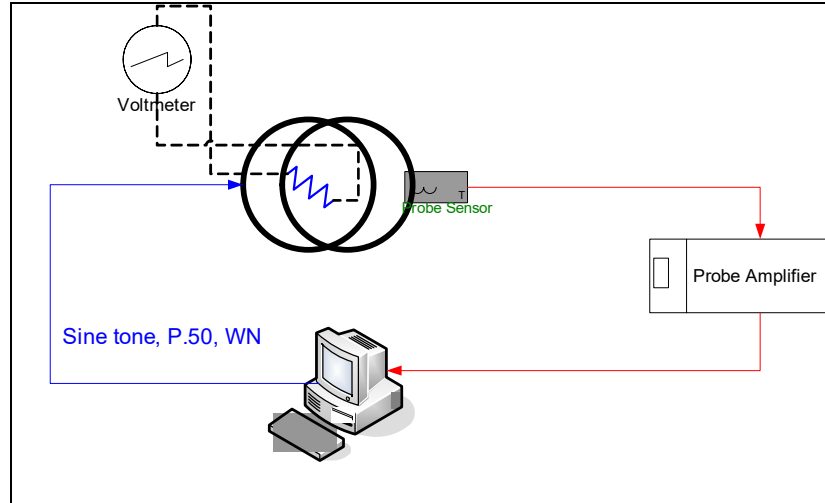 Voltmeter
T
Probe Sensor
Probe Amplifier
Sine tone, P.50, WN